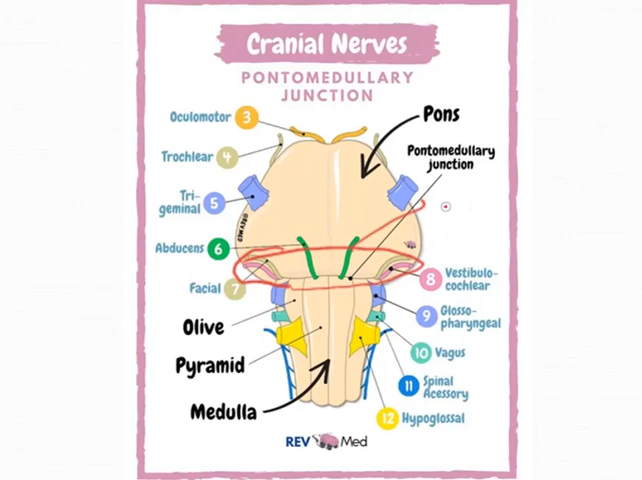 Cranial Nerves
PONTOMEDULLARY
JUNCTION
Oculomotor 3
Pons
Trochlear 4
Pontomedullary
junction
Tri-
geminal 5
©REVMED
Abducens 6
Facial 7
8 Vestibulo-
cochlear
9 Glosso-
pharyngeal
Olive
10 Vagus
Pyramid
11 Spinal
Acessory
Medulla
12 Hypoglossal
REV Med